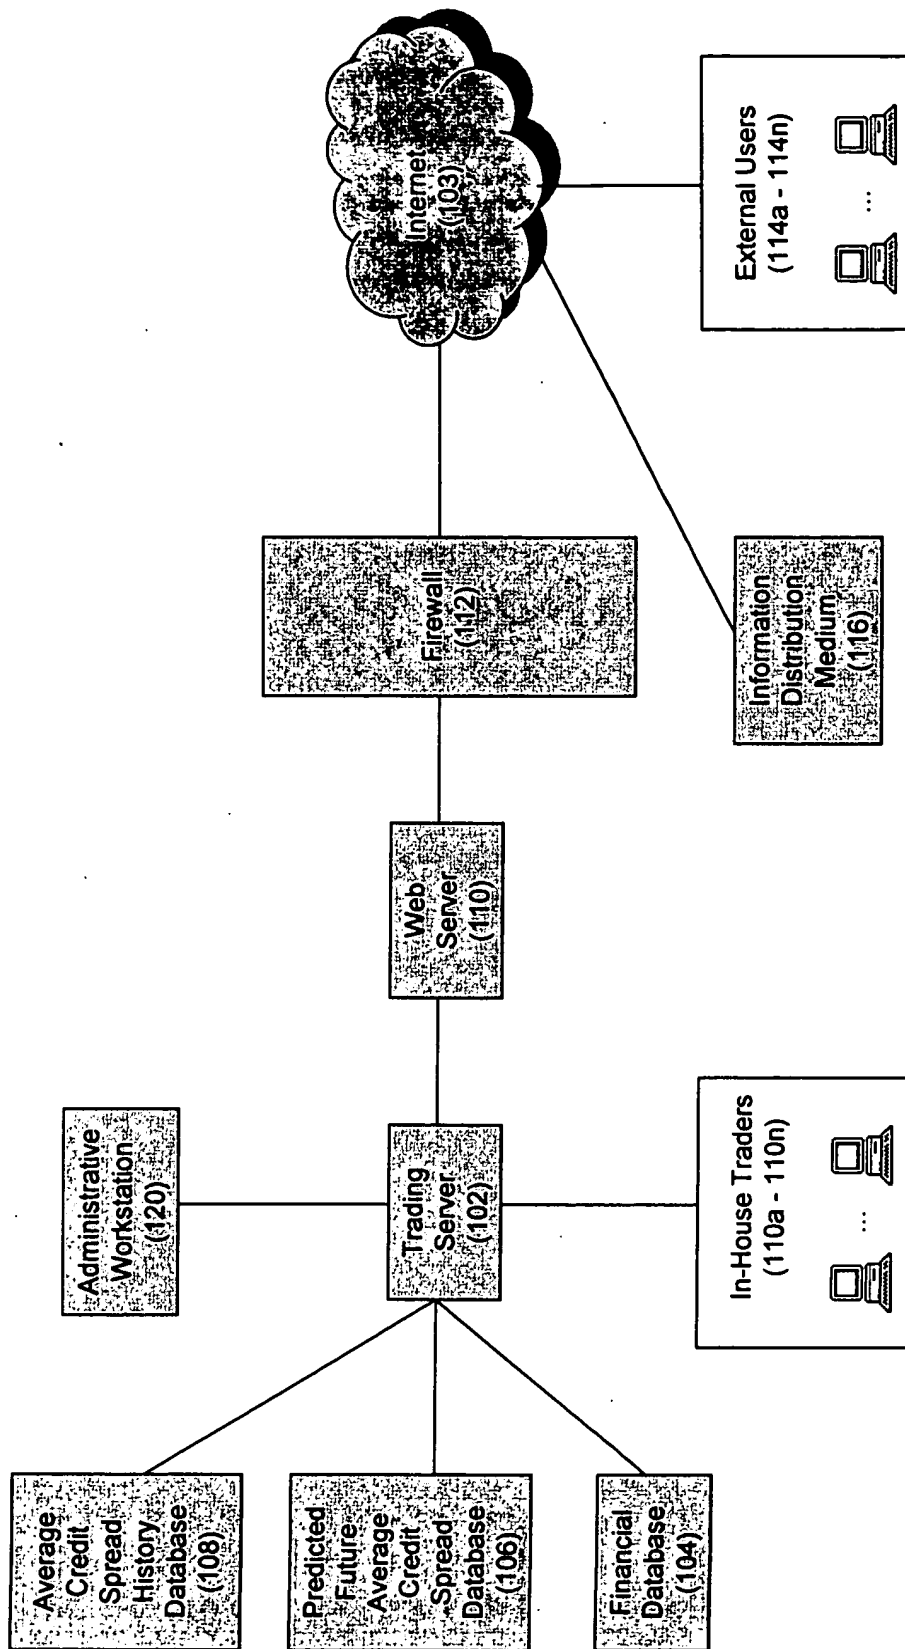 Average
Credit
Spread
History
Database
(108)
Predicted
Future
Average
Credit
Spread
Database
(106)
Financial
Database
(104)
Administrative
Workstation
(120)
Trading
Server
(102)
In-House Traders
(110a - 110n)
...
Web
Server
(110)
Firewall
(112)
Information
Distribution
Medium
(116)
Internet
(103)
External Users
(114a - 114n)
...